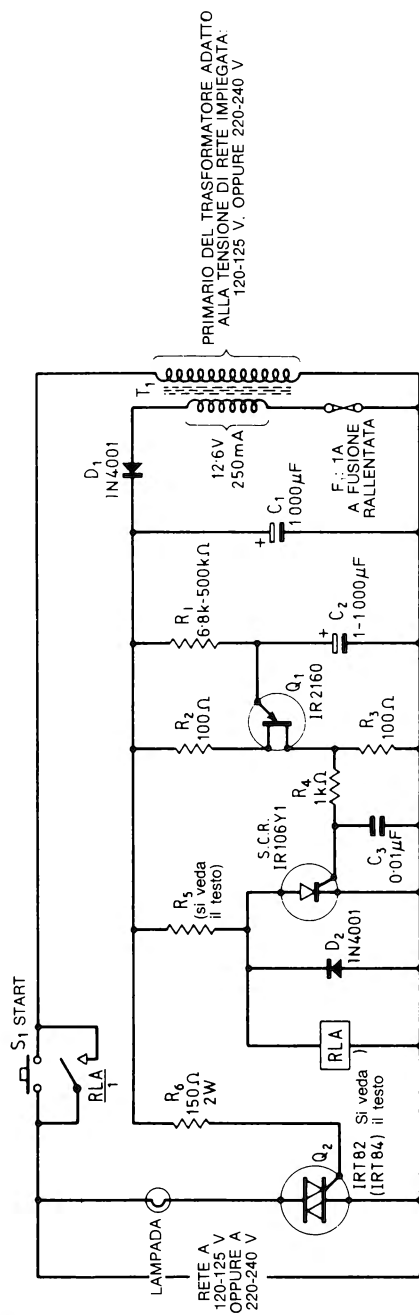 S₁ START
RLA
1
LAMPADA
RETE A
120-125 V
OPPURE A
220-240 V
R₆
150Ω
2W
Q₂
IRT82
(IRT84)
Si veda
il testo
RLA
D₂
1N4001
R₅
(si veda
il testo)
S.C.R.
IR106Y1
C₃
0·01µF
R₄
1kΩ
R₂
100Ω
Q₁
IR2160
R₃
100Ω
R₁
6·8k-500kΩ
+
C₂
1-1000µF
+
C₁
1000µF
D₁
1N4001
T₁
12·6V
250mA
F₁: 1A
A FUSIONE
RALLENTATA
PRIMARIO DEL TRASFORMATORE ADATTO
ALLA TENSIONE DI RETE IMPIEGATA:
120-125 V. OPPURE 220-240 V